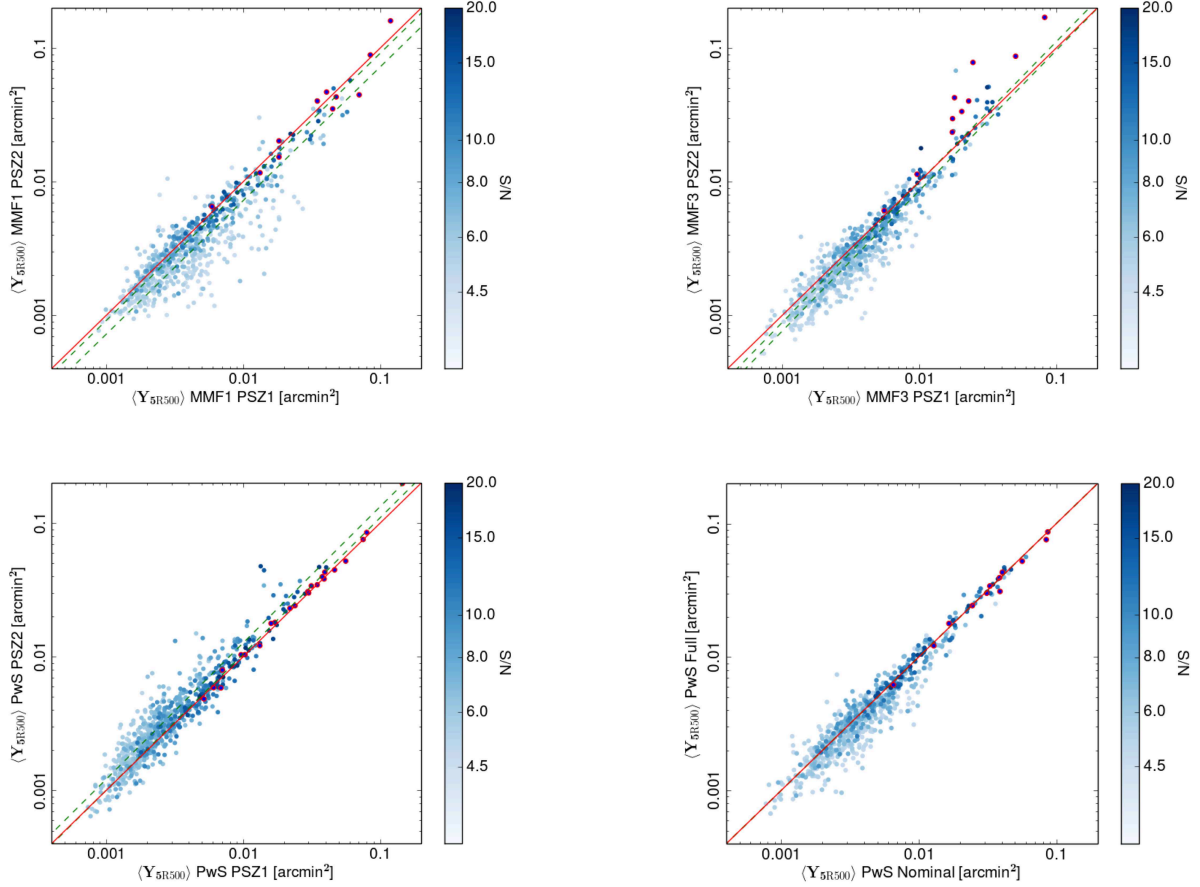 0.1
0.01
0.001
⟨Y5R500⟩ MMF1 PSZ2 [arcmin²]
0.001 0.01 0.1
⟨Y5R500⟩ MMF1 PSZ1 [arcmin²]
20.0
15.0
10.0
8.0
6.0
4.5
S/N
0.1
0.01
0.001
⟨Y5R500⟩ MMF3 PSZ2 [arcmin²]
0.001 0.01 0.1
⟨Y5R500⟩ MMF3 PSZ1 [arcmin²]
20.0
15.0
10.0
8.0
6.0
4.5
S/N
0.1
0.01
0.001
⟨Y5R500⟩ PwS PSZ2 [arcmin²]
0.001 0.01 0.1
⟨Y5R500⟩ PwS PSZ1 [arcmin²]
20.0
15.0
10.0
8.0
6.0
4.5
S/N
0.1
0.01
0.001
⟨Y5R500⟩ PwS Full [arcmin²]
0.001 0.01 0.1
⟨Y5R500⟩ PwS Nominal [arcmin²]
20.0
15.0
10.0
8.0
6.0
4.5
S/N